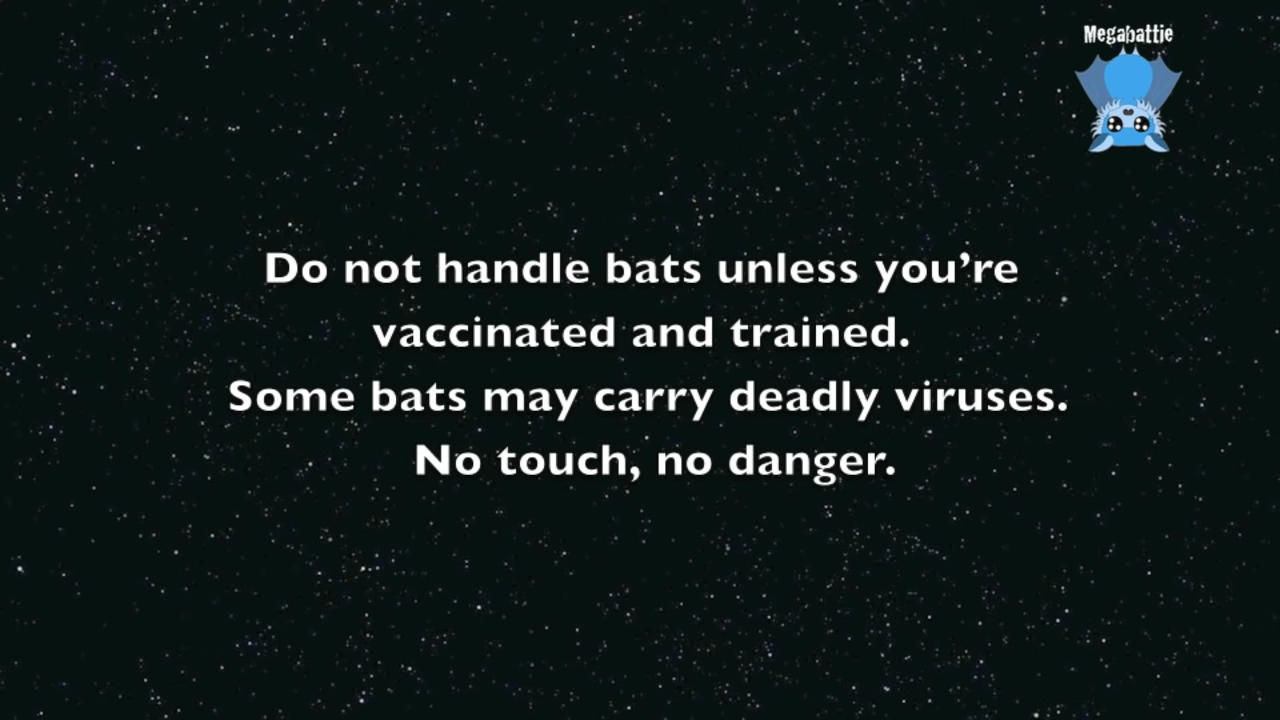 Megabattie
Do not handle bats unless you’re
vaccinated and trained.
Some bats may carry deadly viruses.
No touch, no danger.